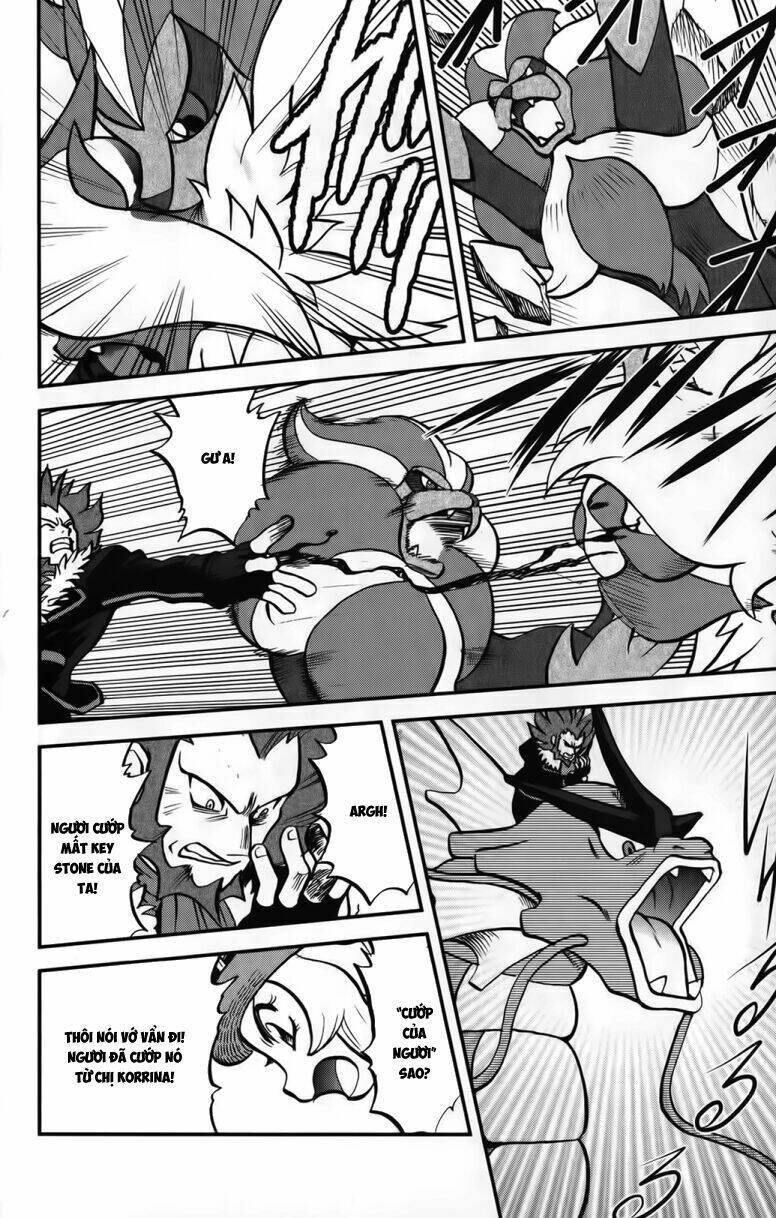 GƯ A!
ARGH!
NGƯƠI CƯỚP
MẤT KEY
STONE CỦA
TA!
"CƯỚP
CỦA
NGƯƠI"
SAO?
THÔI NÓI VỚ VẨN ĐI!
NGƯƠI ĐÃ CƯỚP NÓ
TỪ CHỊ KORRINA!